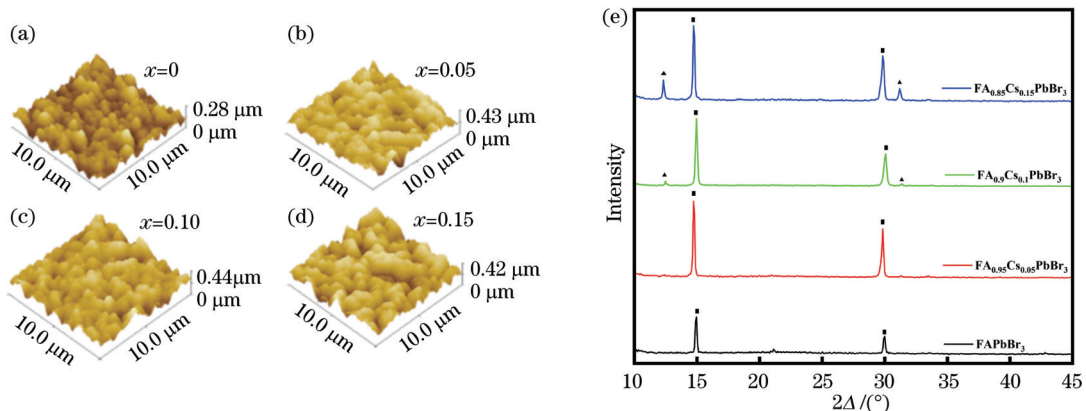 (a)
x=0
0.28 μm
0 μm
10.0 μm
10.0 μm
(b)
x=0.05
0.43 μm
0 μm
10.0 μm
10.0 μm
(c)
x=0.10
0.44μm
0 μm
10.0 μm
10.0 μm
(d)
x=0.15
0.42 μm
0 μm
10.0 μm
10.0 μm
(e)
FA0.85Cs0.15PbBr3
FA0.9Cs0.1PbBr3
FA0.95Cs0.05PbBr3
FAPbBr3
Intensity
10 15 20 25 30 35 40 45
2Δ /(°)